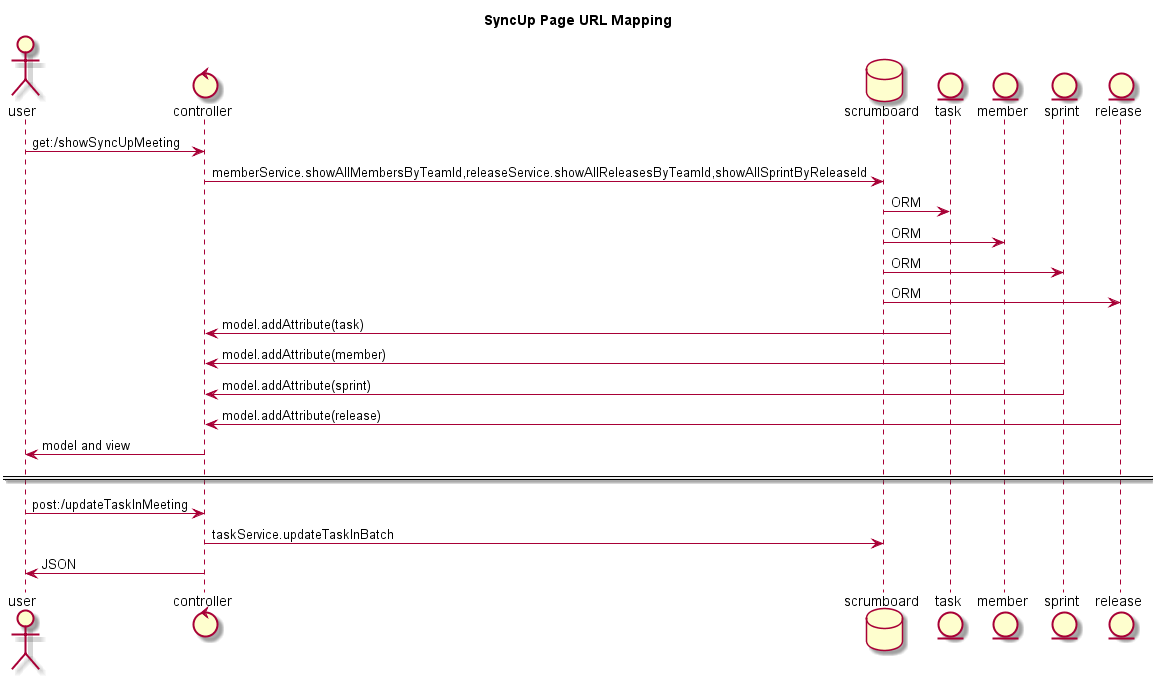 SyncUp Page URL Mapping
user
controller
scrumboard
task
member
sprint
release
get:/showSyncUpMeeting
memberService.showAllMembersByTeamId,releaseService.showAllReleasesByTeamId,showAllSprintByReleaseId
ORM
ORM
ORM
ORM
model.addAttribute(task)
model.addAttribute(member)
model.addAttribute(sprint)
model.addAttribute(release)
model and view
post:/updateTaskInMeeting
taskService.updateTaskInBatch
JSON
user
controller
scrumboard
task
member
sprint
release